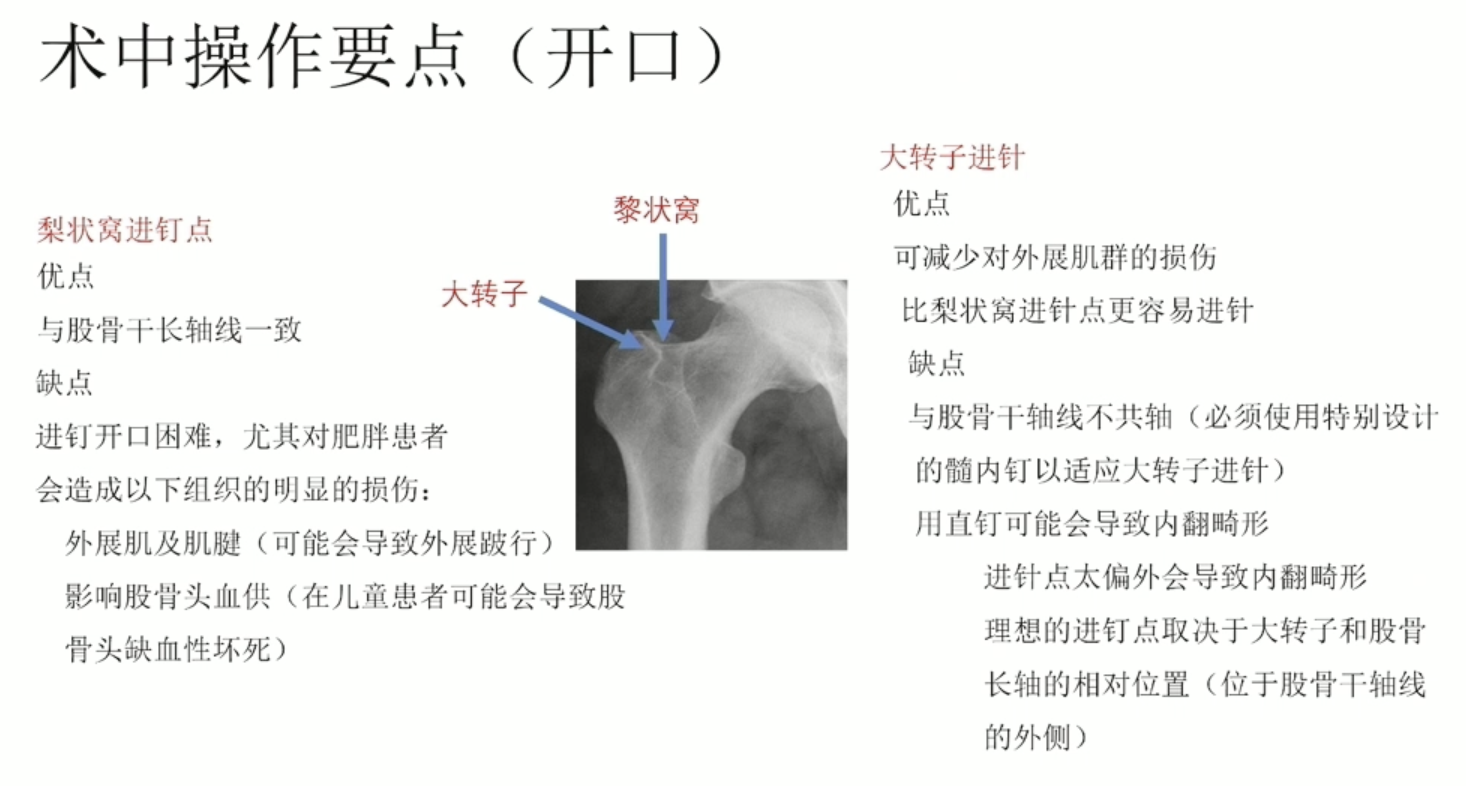 术中操作要点（开口）
梨状窝进钉点
优点
与股骨干长轴线一致
缺点
进钉开口困难，尤其对肥胖患者
会造成以下组织的明显的损伤：
外展肌及肌腱（可能会导致外展跛行）
影响股骨头血供（在儿童患者可能会导致股
骨头缺血性坏死）
黎状窝
大转子
大转子进针
优点
可减少对外展肌群的损伤
比梨状窝进针点更容易进针
缺点
与股骨干轴线不共轴（必须使用特别设计
的髓内钉以适应大转子进针）
用直钉可能会导致内翻畸形
进针点太偏外会导致内翻畸形
理想的进钉点取决于大转子和股骨
长轴的相对位置（位于股骨干轴线
的外侧）